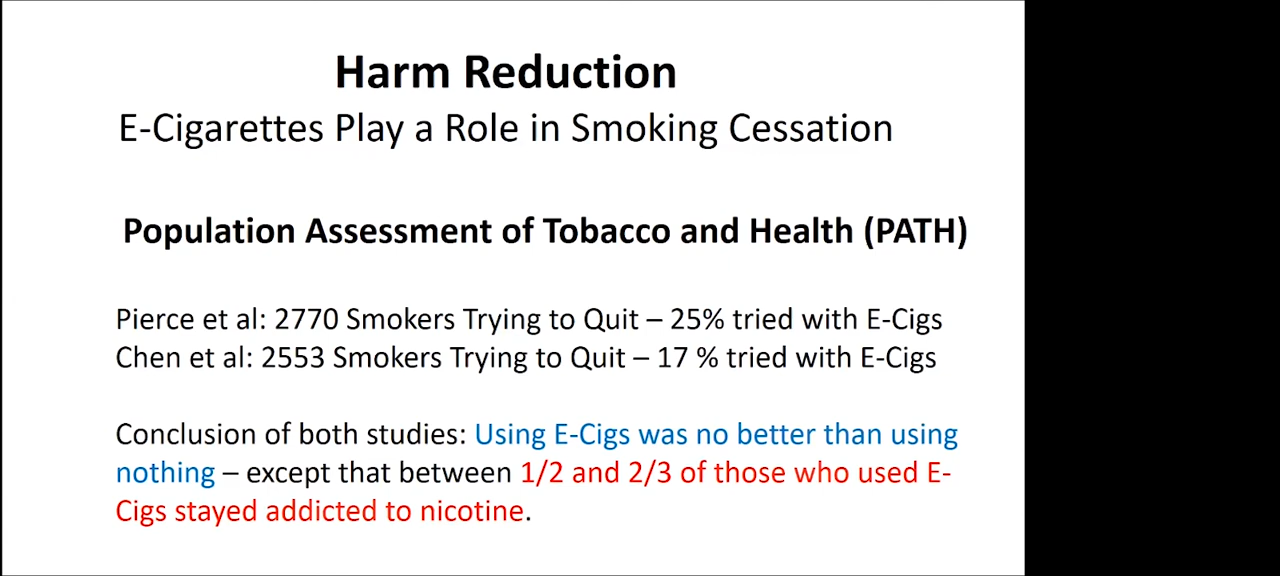 Harm Reduction
E-Cigarettes Play a Role in Smoking Cessation
Population Assessment of Tobacco and Health (PATH)
Pierce et al: 2770 Smokers Trying to Quit – 25% tried with E-Cigs
Chen et al: 2553 Smokers Trying to Quit – 17 % tried with E-Cigs
Conclusion of both studies: Using E-Cigs was no better than using
nothing – except that between 1/2 and 2/3 of those who used E-
Cigs stayed addicted to nicotine.